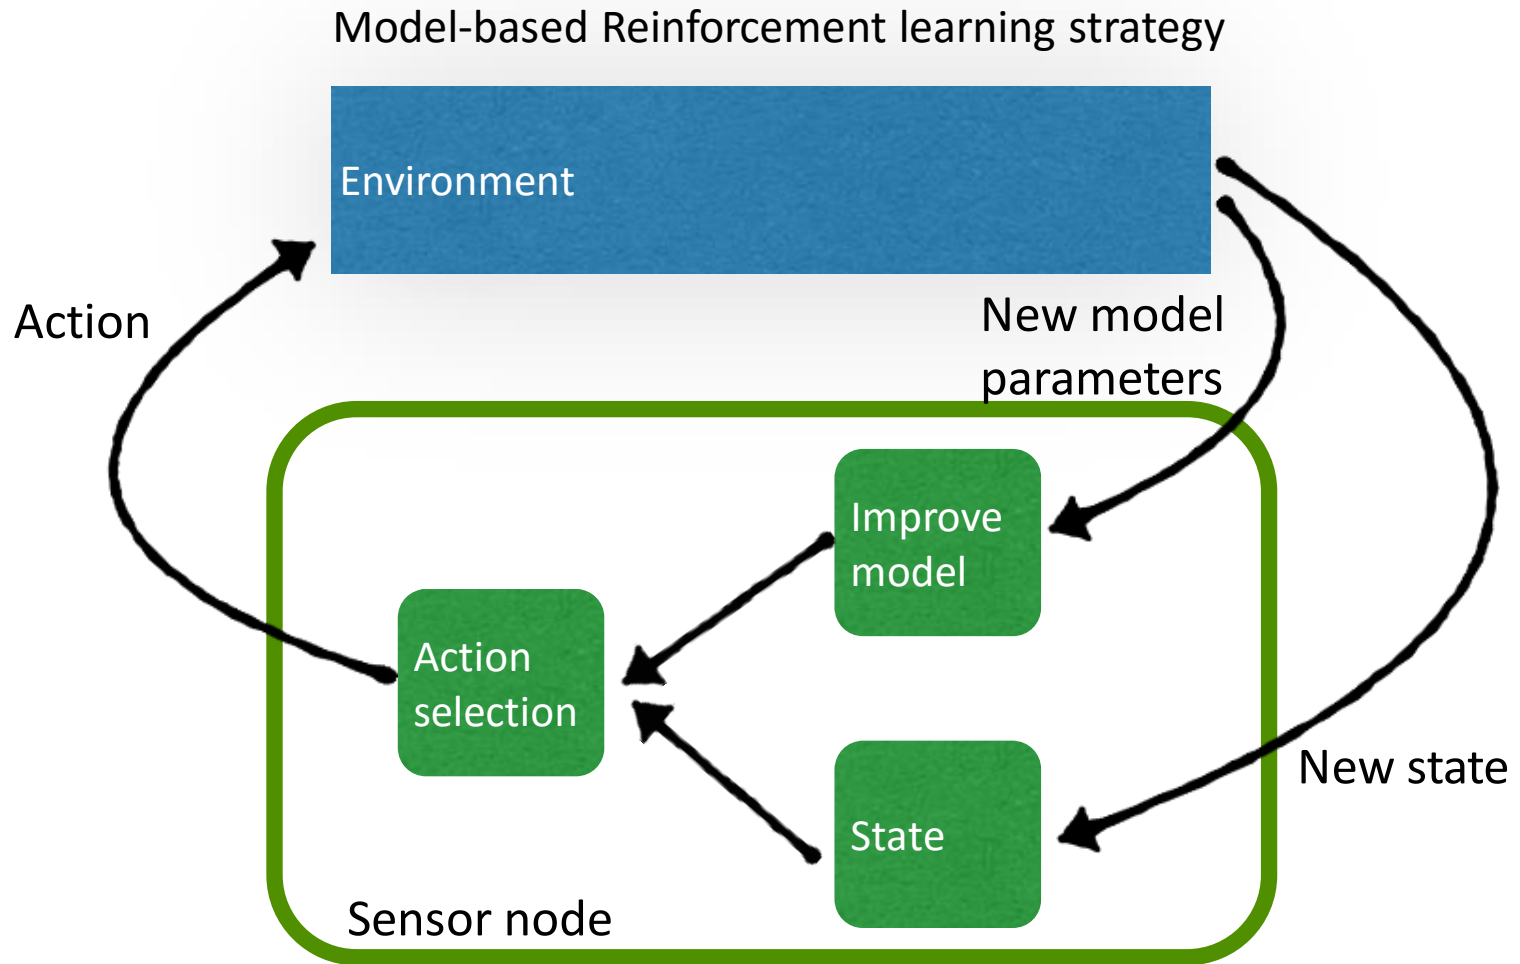 Model-based Reinforcement learning strategy
Environment
Action
New model
parameters
Improve
model
Action
selection
State
New state
Sensor node